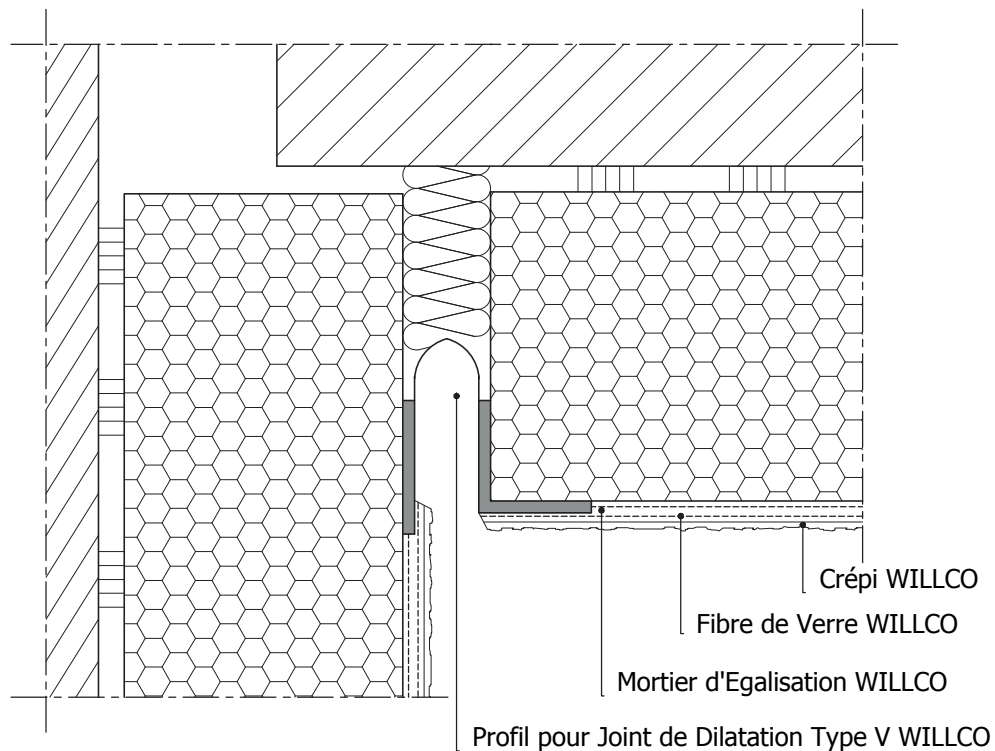 Crépi WILLCO
Fibre de Verre WILLCO
Mortier d'Egalisation WILLCO
Profil pour Joint de Dilatation Type V WILLCO